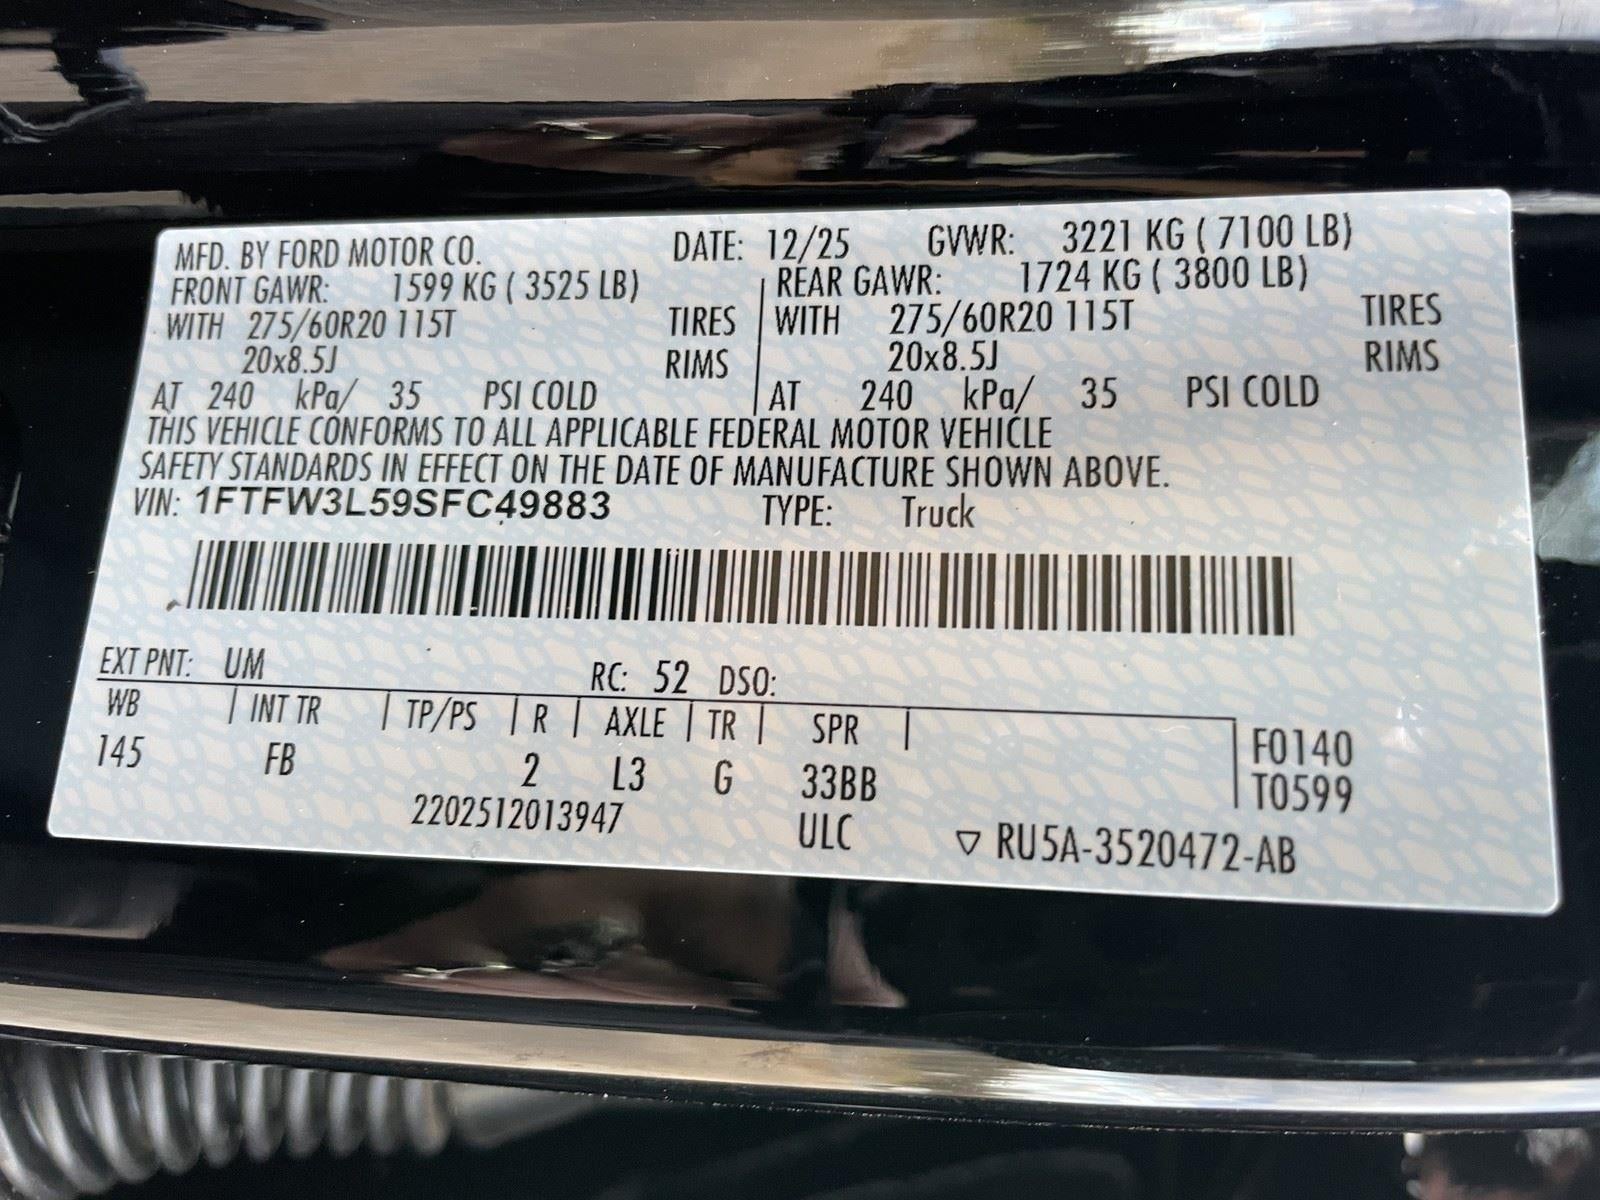 MFD. BY FORD MOTOR CO. DATE: 12/25 GVWR: 3221 KG ( 7100 LB)
FRONT GAWR: 1599 KG ( 3525 LB) REAR GAWR: 1724 KG ( 3800 LB)
WITH 275/60R20 115T TIRES WITH 275/60R20 115T TIRES
20x8.5J RIMS 20x8.5J RIMS
AT 240 kPa/ 35 PSI COLD AT 240 kPa/ 35 PSI COLD
THIS VEHICLE CONFORMS TO ALL APPLICABLE FEDERAL MOTOR VEHICLE
SAFETY STANDARDS IN EFFECT ON THE DATE OF MANUFACTURE SHOWN ABOVE.
VIN: 1FTFW3L59SFC49883 TYPE: Truck
EXT PNT: UM RC: 52 DSO:
WB | INT TR | TP/PS | R | AXLE | TR | SPR | F0140
145 FB 2 L3 G 33BB T0599
2202512013947 ULC ▽ RU5A-3520472-AB